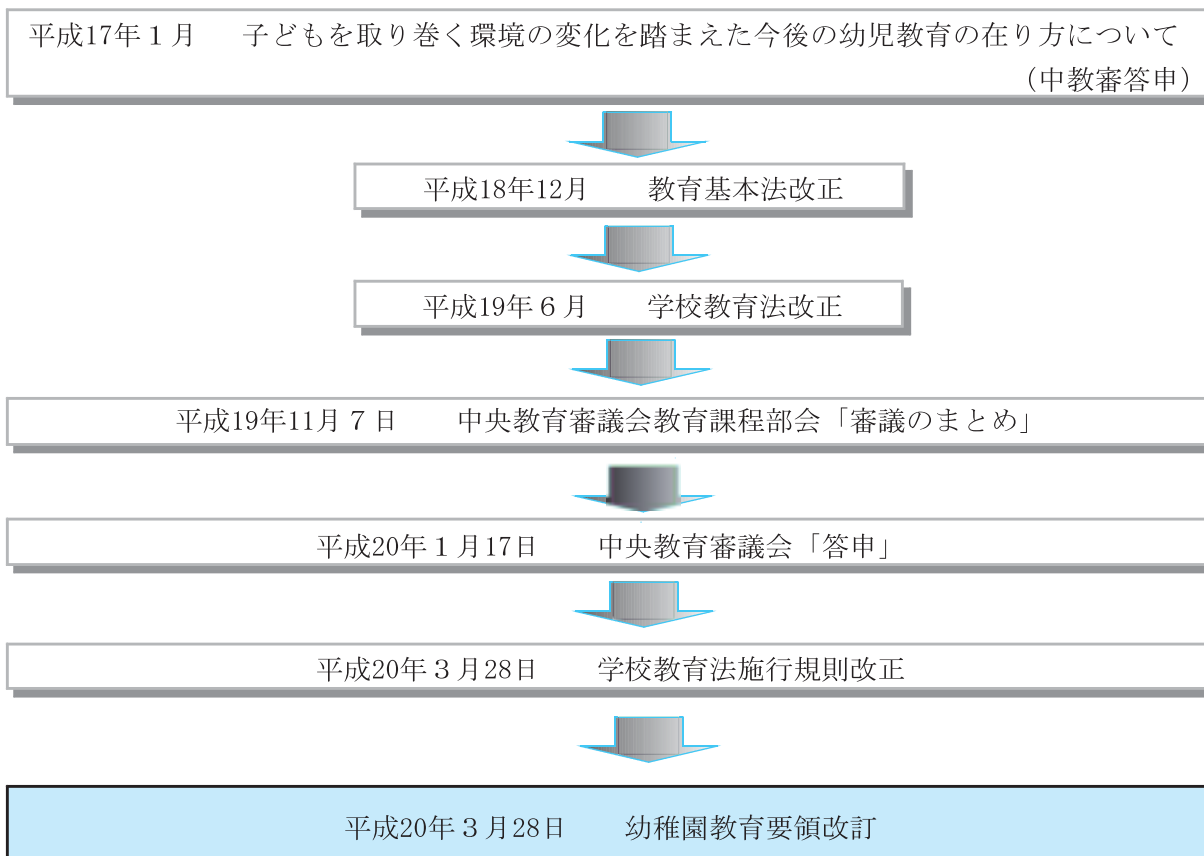 平成17年１月　　子どもを取り巻く環境の変化を踏まえた今後の幼児教育の在り方について
（中教審答申）
平成18年12月　　教育基本法改正
平成19年６月　　学校教育法改正
平成19年11月７日　　中央教育審議会教育課程部会「審議のまとめ」
平成20年１月17日　　中央教育審議会「答申」
平成20年３月28日　　学校教育法施行規則改正
平成20年３月28日　　幼稚園教育要領改訂